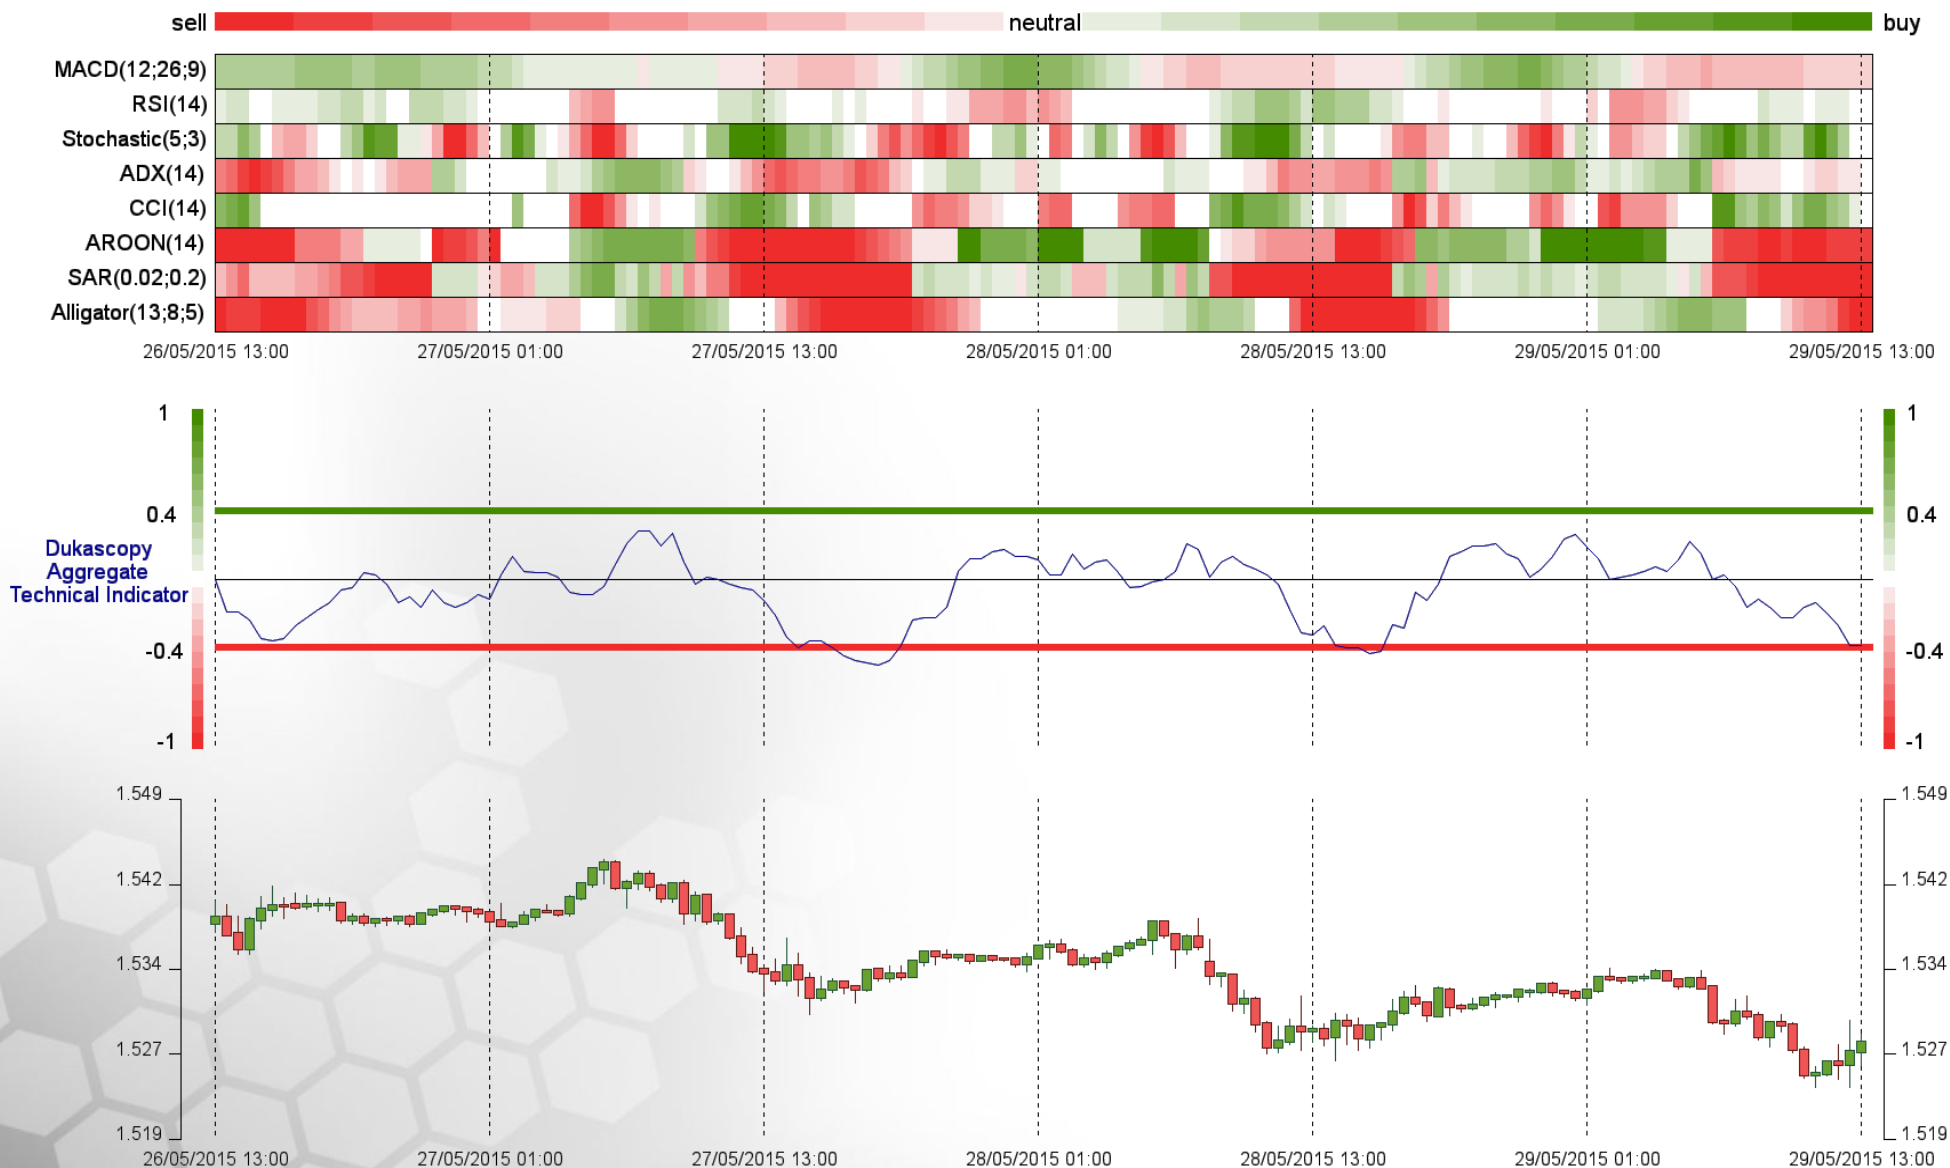 sell neutral buy
MACD(12;26;9)
RSI(14)
Stochastic(5;3)
ADX(14)
CCI(14)
AROON(14)
SAR(0.02;0.2)
Alligator(13;8;5)
26/05/2015 13:00 27/05/2015 01:00 27/05/2015 13:00 28/05/2015 01:00 28/05/2015 13:00 29/05/2015 01:00 29/05/2015 13:00
1 1
0.4 0.4
Dukascopy
Aggregate
Technical Indicator
-0.4 -0.4
-1 -1
1.549 1.549
1.542 1.542
1.534 1.534
1.527 1.527
1.519 1.519
26/05/2015 13:00 27/05/2015 01:00 27/05/2015 13:00 28/05/2015 01:00 28/05/2015 13:00 29/05/2015 01:00 29/05/2015 13:00